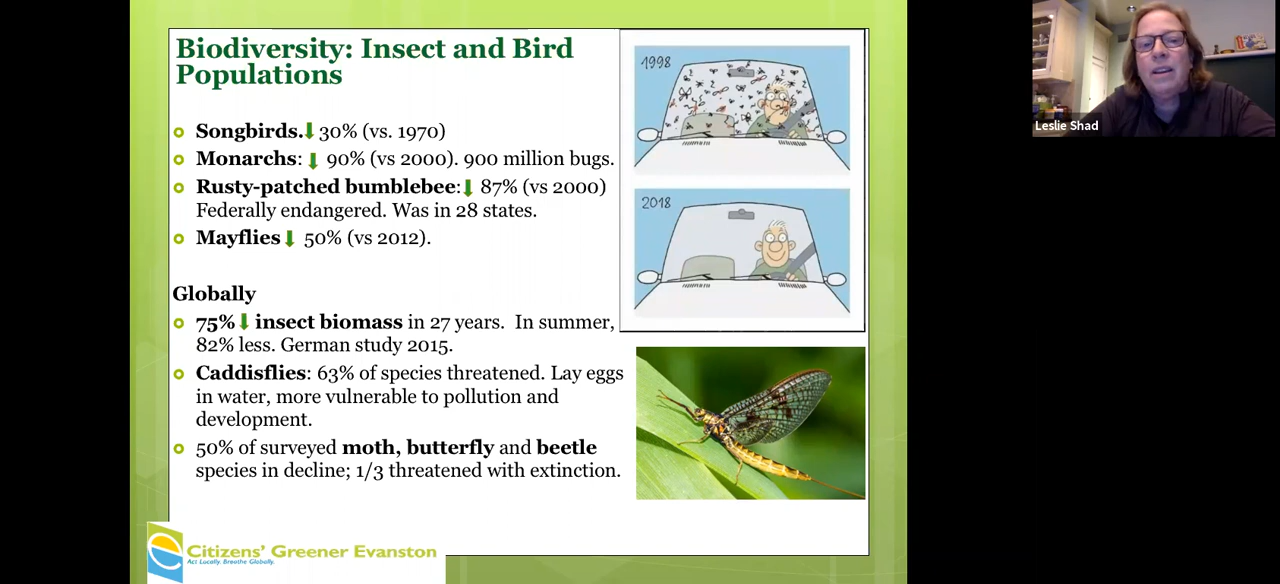 Biodiversity: Insect and Bird
Populations
Songbirds. 30% (vs. 1970)
Monarchs: 90% (vs 2000). 900 million bugs.
Rusty-patched bumblebee: 87% (vs 2000)
Federally endangered. Was in 28 states.
Mayflies 50% (vs 2012).
Globally
75% insect biomass in 27 years. In summer,
82% less. German study 2015.
Caddisflies: 63% of species threatened. Lay eggs
in water, more vulnerable to pollution and
development.
50% of surveyed moth, butterfly and beetle
species in decline; 1/3 threatened with extinction.
1998
2018
Citizens' Greener Evanston
Act Locally. Breathe Globally.
Leslie Shad